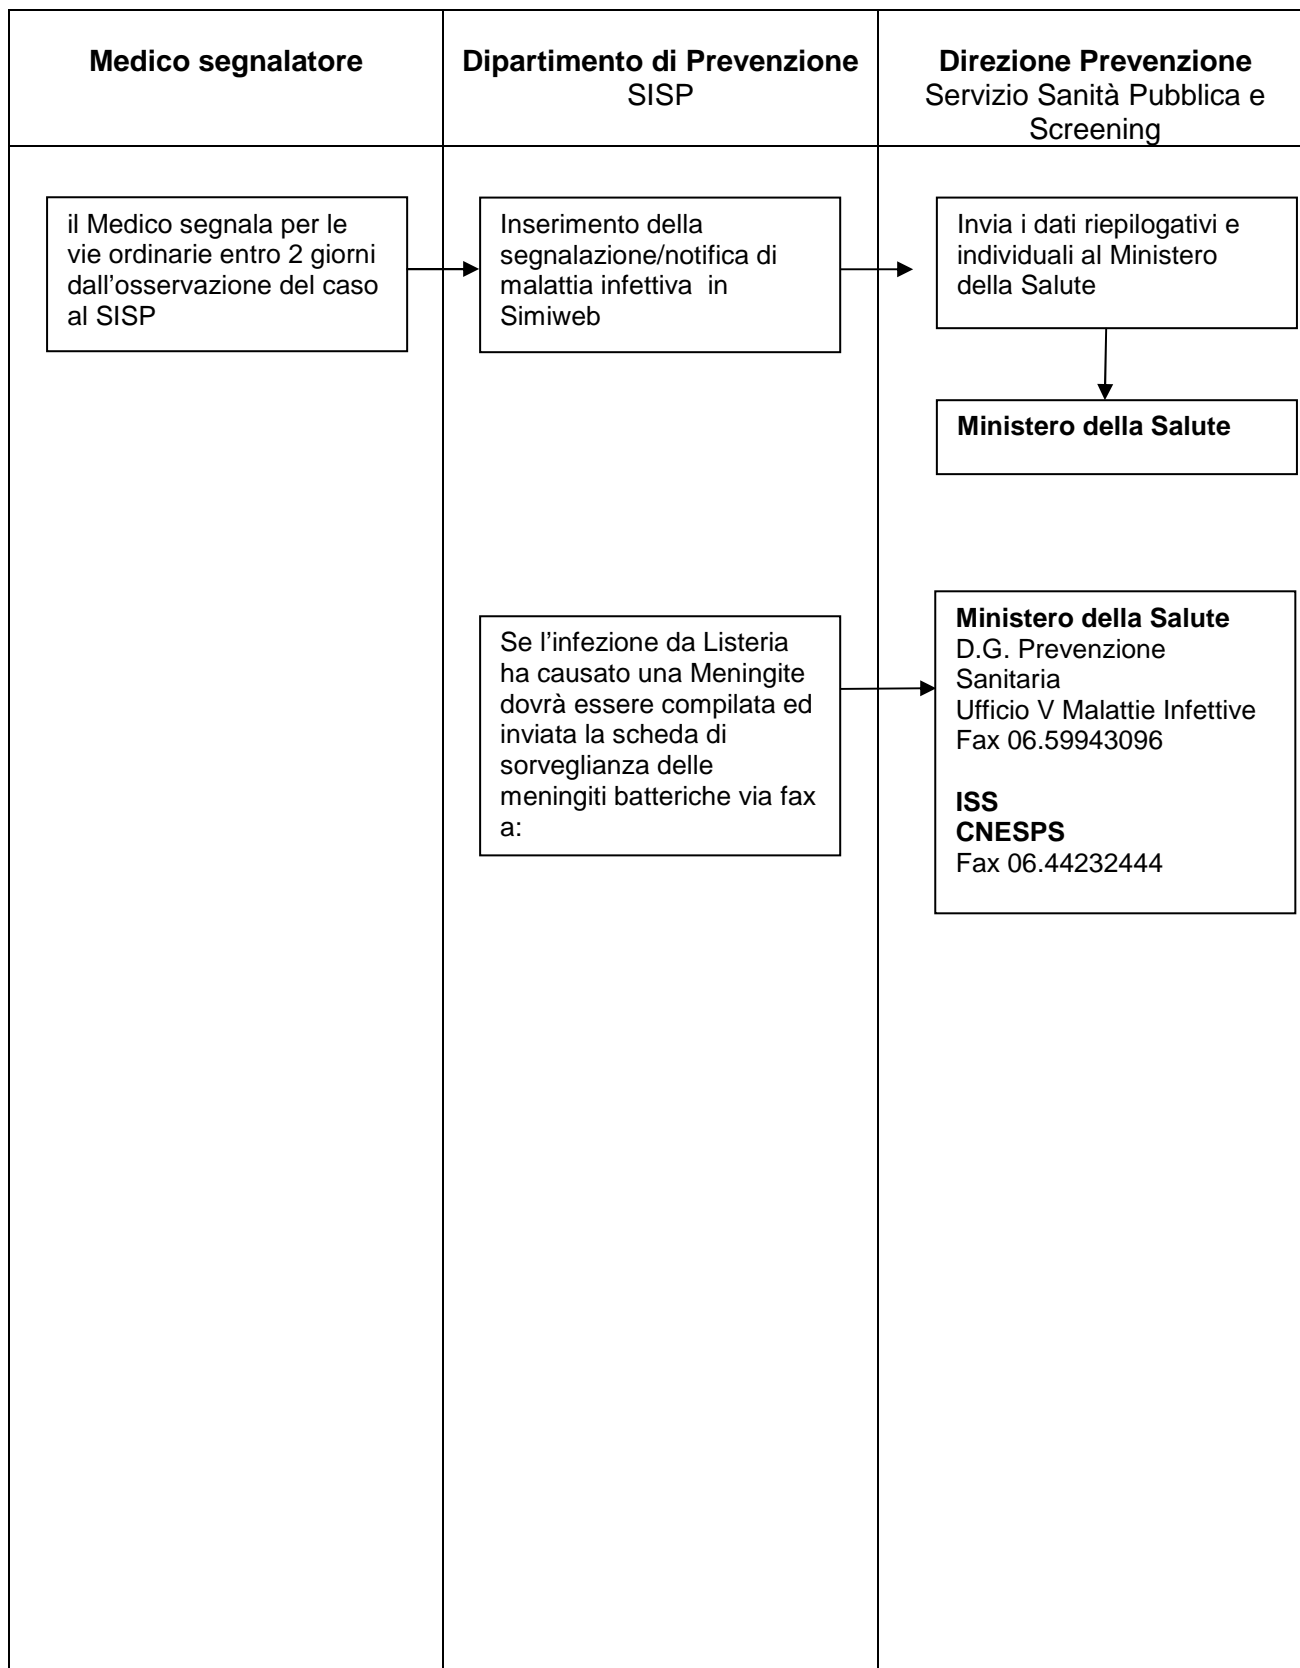 Medico segnalatore
Dipartimento di Prevenzione
SISP
Direzione Prevenzione
Servizio Sanità Pubblica e
Screening
il Medico segnala per le
vie ordinarie entro 2 giorni
dall’osservazione del caso
al SISP
Inserimento della
segnalazione/notifica di
malattia infettiva  in
Simiweb
Invia i dati riepilogativi e
individuali al Ministero
della Salute
Ministero della Salute
Se l’infezione da Listeria
ha causato una Meningite
dovrà essere compilata ed
inviata la scheda di
sorveglianza delle
meningiti batteriche via fax
a:
Ministero della Salute
D.G. Prevenzione
Sanitaria
Ufficio V Malattie Infettive
Fax 06.59943096
ISS
CNESPS
Fax 06.44232444